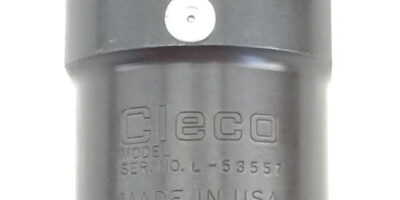 Cleco
MODEL
SER. NO. L-53557
MADE IN USA